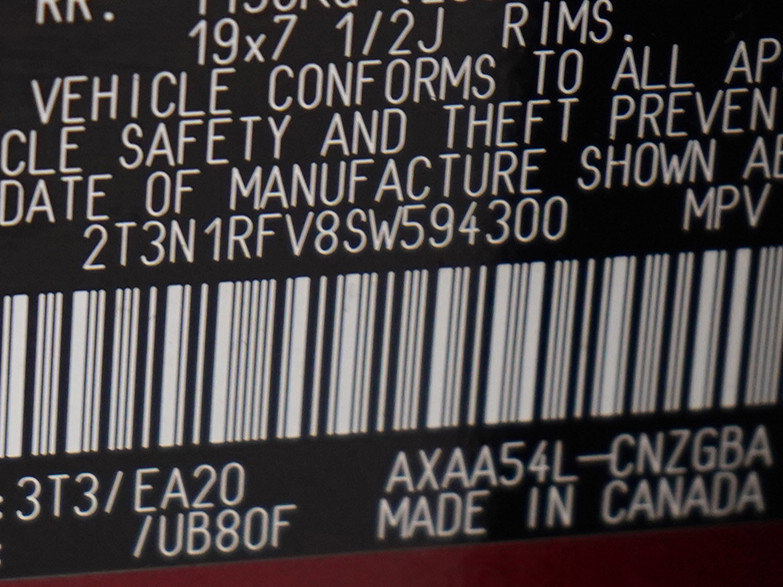 RR.
19x7 1/2J RIMS.
VEHICLE CONFORMS TO ALL AP
CLE SAFETY AND THEFT PREVEN
DATE OF MANUFACTURE SHOWN AB
2T3N1RFV8SW594300 MPV
:3T3/EA20 AXAA54L-CNZGBA
: /UB80F MADE IN CANADA